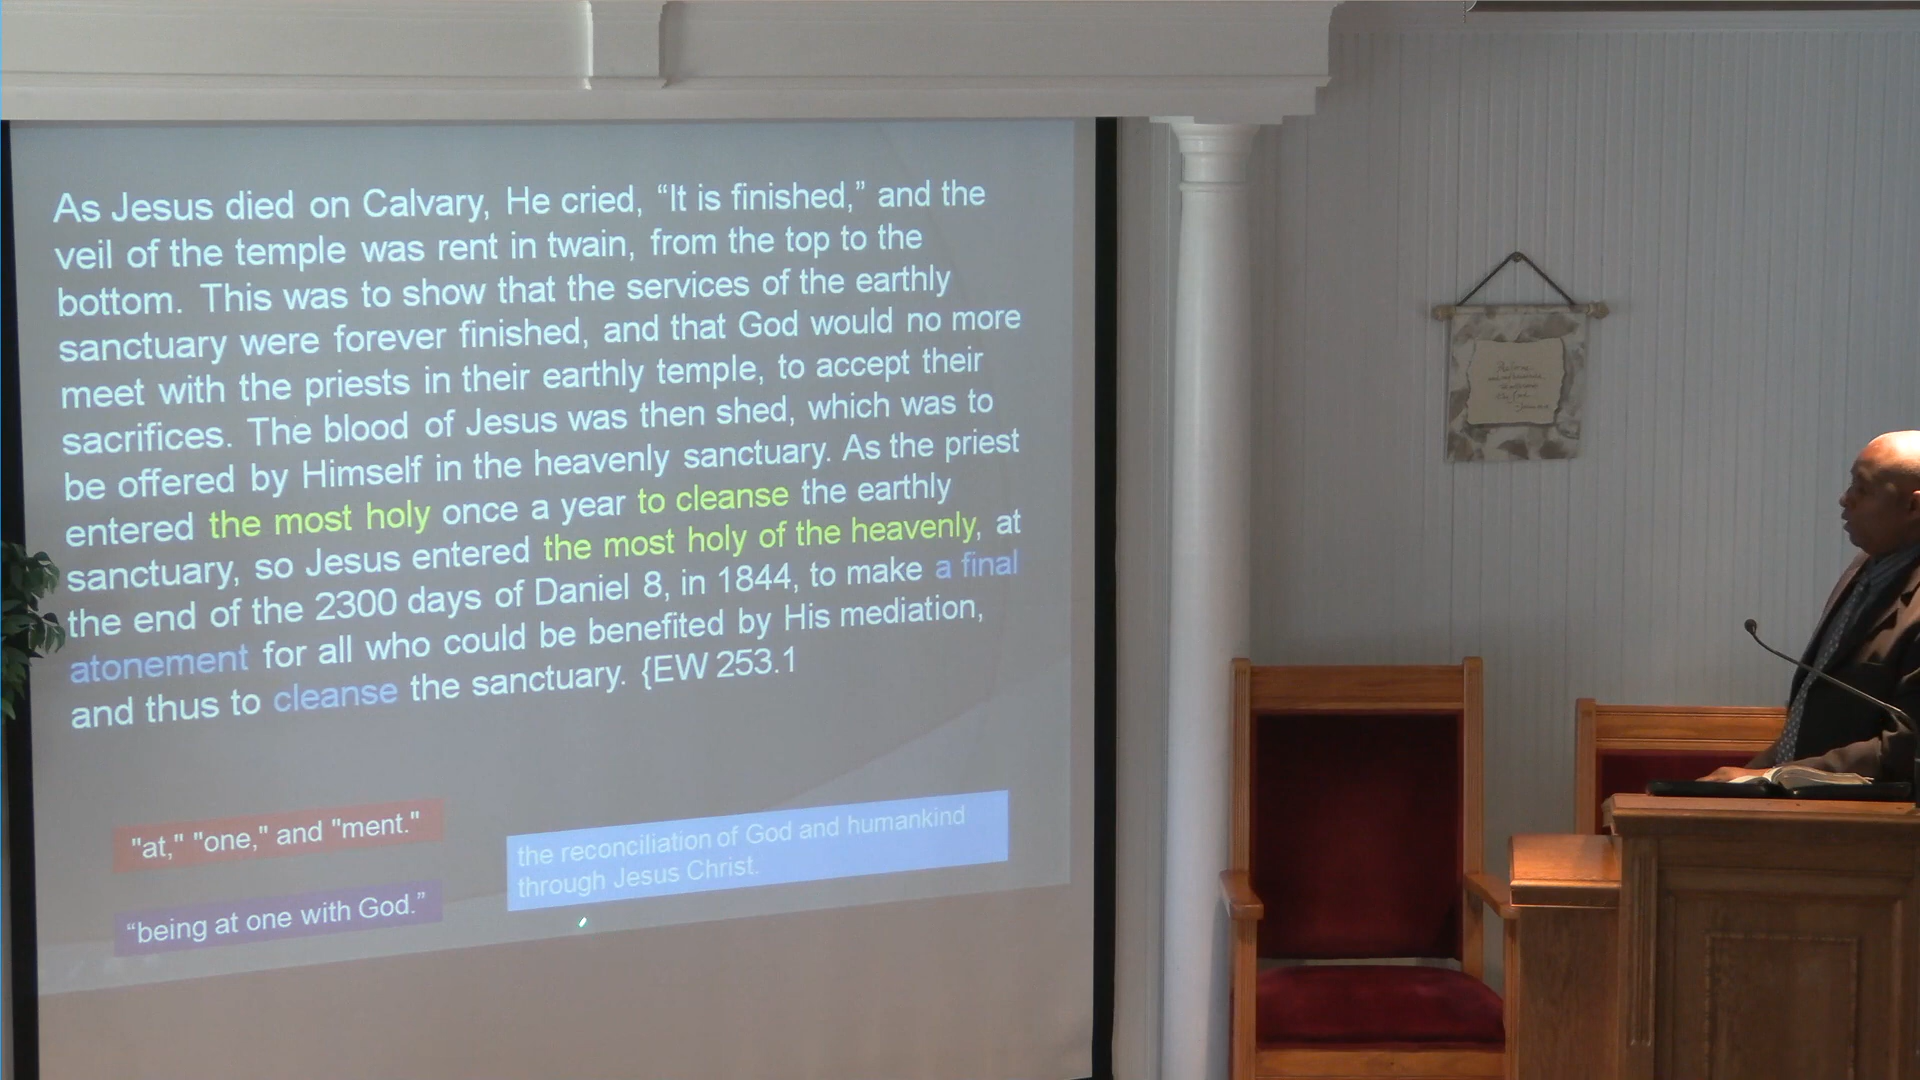 As Jesus died on Calvary, He cried, “It is finished,” and the
veil of the temple was rent in twain, from the top to the
bottom. This was to show that the services of the earthly
sanctuary were forever finished, and that God would no more
meet with the priests in their earthly temple, to accept their
sacrifices. The blood of Jesus was then shed, which was to
be offered by Himself in the heavenly sanctuary. As the priest
entered the most holy once a year to cleanse the earthly
sanctuary, so Jesus entered the most holy of the heavenly, at
the end of the 2300 days of Daniel 8, in 1844, to make a final
atonement for all who could be benefited by His mediation,
and thus to cleanse the sanctuary. {EW 253.1
"at," "one," and "ment."
“being at one with God.”
the reconciliation of God and humankind
through Jesus Christ.